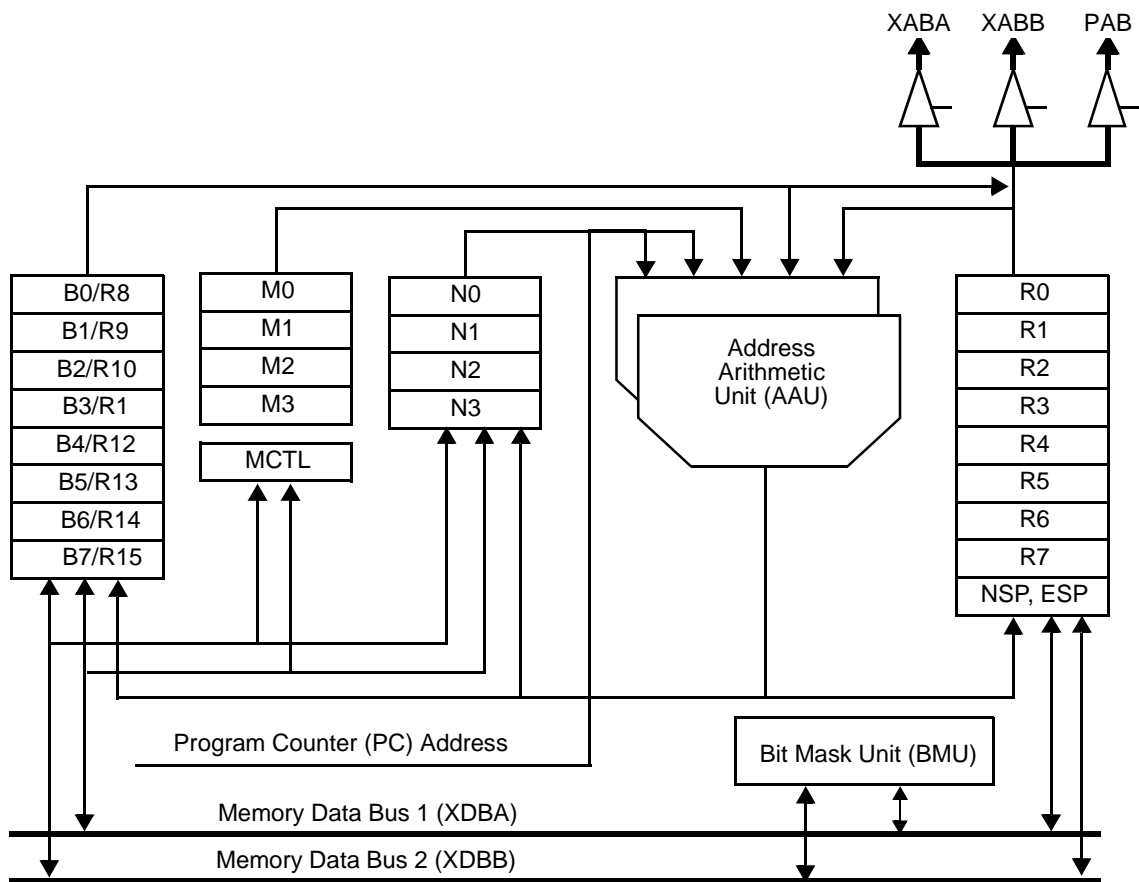 XABA XABB PAB
B0/R8
B1/R9
B2/R10
B3/R1
B4/R12
B5/R13
B6/R14
B7/R15
M0
M1
M2
M3
MCTL
N0
N1
N2
N3
Address
Arithmetic
Unit (AAU)
R0
R1
R2
R3
R4
R5
R6
R7
NSP, ESP
Program Counter (PC) Address
Bit Mask Unit (BMU)
Memory Data Bus 1 (XDBA)
Memory Data Bus 2 (XDBB)